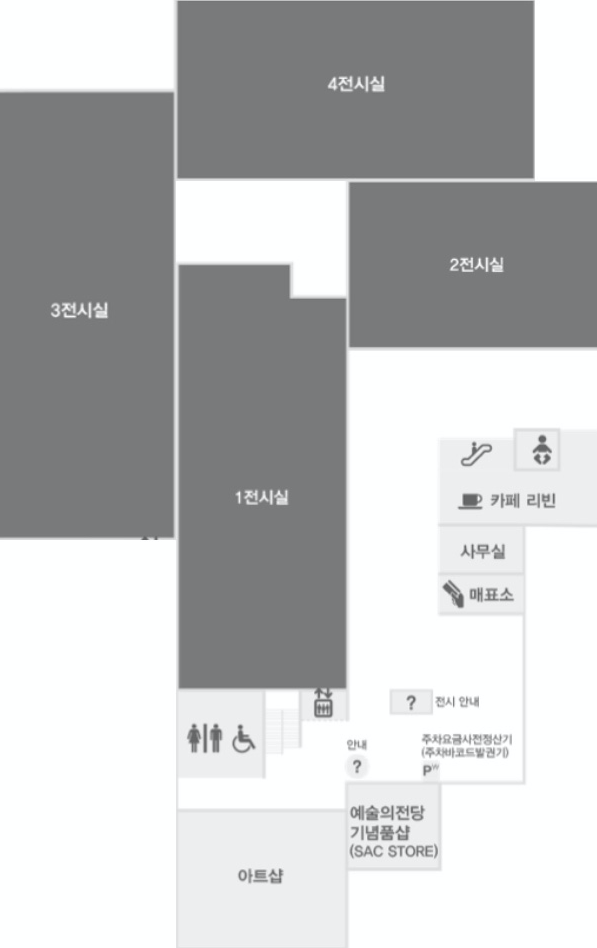 4전시실
2전시실
3전시실
1전시실
카페 리빈
사무실
매표소
? 전시 안내
안내
?
주차요금사전정산기
(주차바코드발권기)
P₩
예술의전당
기념품샵
(SAC STORE)
아트샵